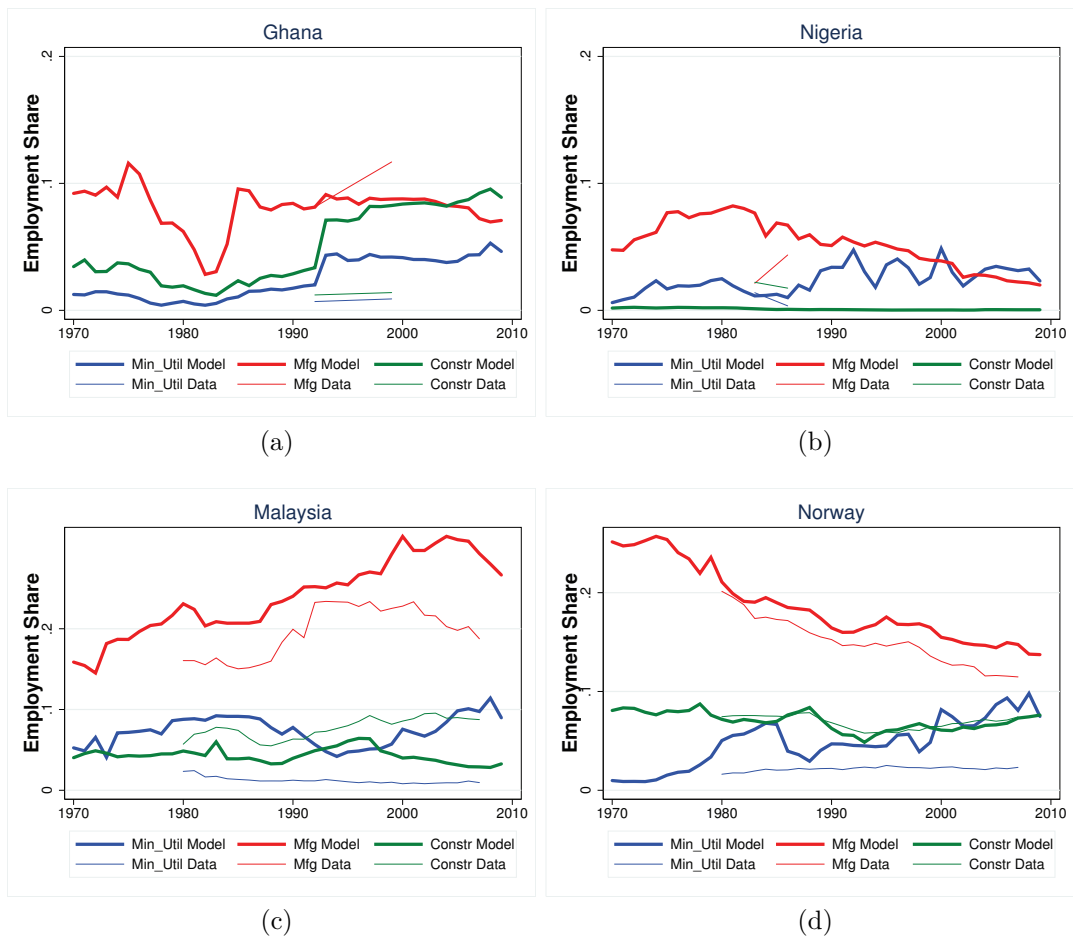 Ghana
Employment Share
.2
.1
0
1970 1980 1990 2000 2010
Min_Util Model Mfg Model Constr Model
Min_Util Data Mfg Data Constr Data
(a)
Nigeria
Employment Share
.2
.1
0
1970 1980 1990 2000 2010
Min_Util Model Mfg Model Constr Model
Min_Util Data Mfg Data Constr Data
(b)
Malaysia
Employment Share
.2
.1
0
1970 1980 1990 2000 2010
Min_Util Model Mfg Model Constr Model
Min_Util Data Mfg Data Constr Data
(c)
Norway
Employment Share
.2
.1
0
1970 1980 1990 2000 2010
Min_Util Model Mfg Model Constr Model
Min_Util Data Mfg Data Constr Data
(d)